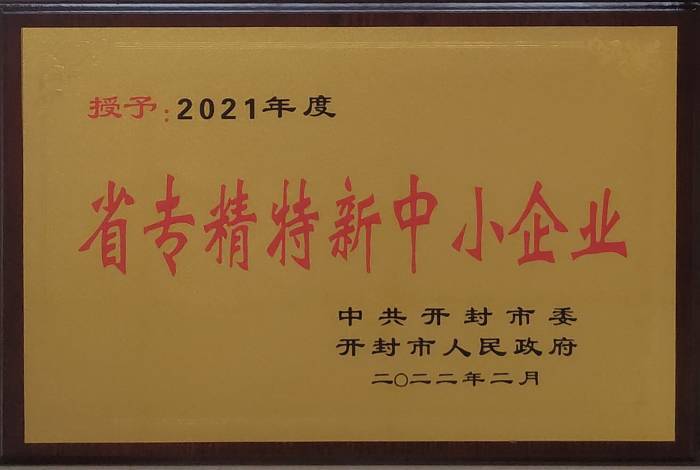 授予:2021年度
省专精特新中小企业
中共开封市委
开封市人民政府
二〇二二年二月